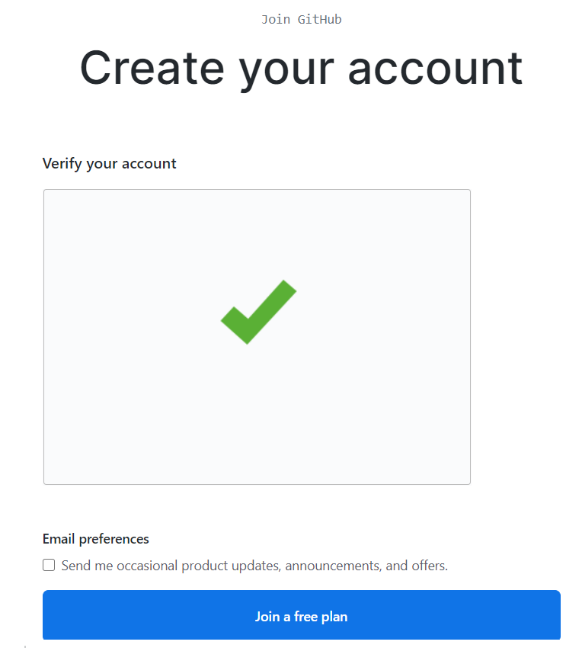 Join GitHub
Create your account
Verify your account
Email preferences
Send me occasional product updates, announcements, and offers.
Join a free plan